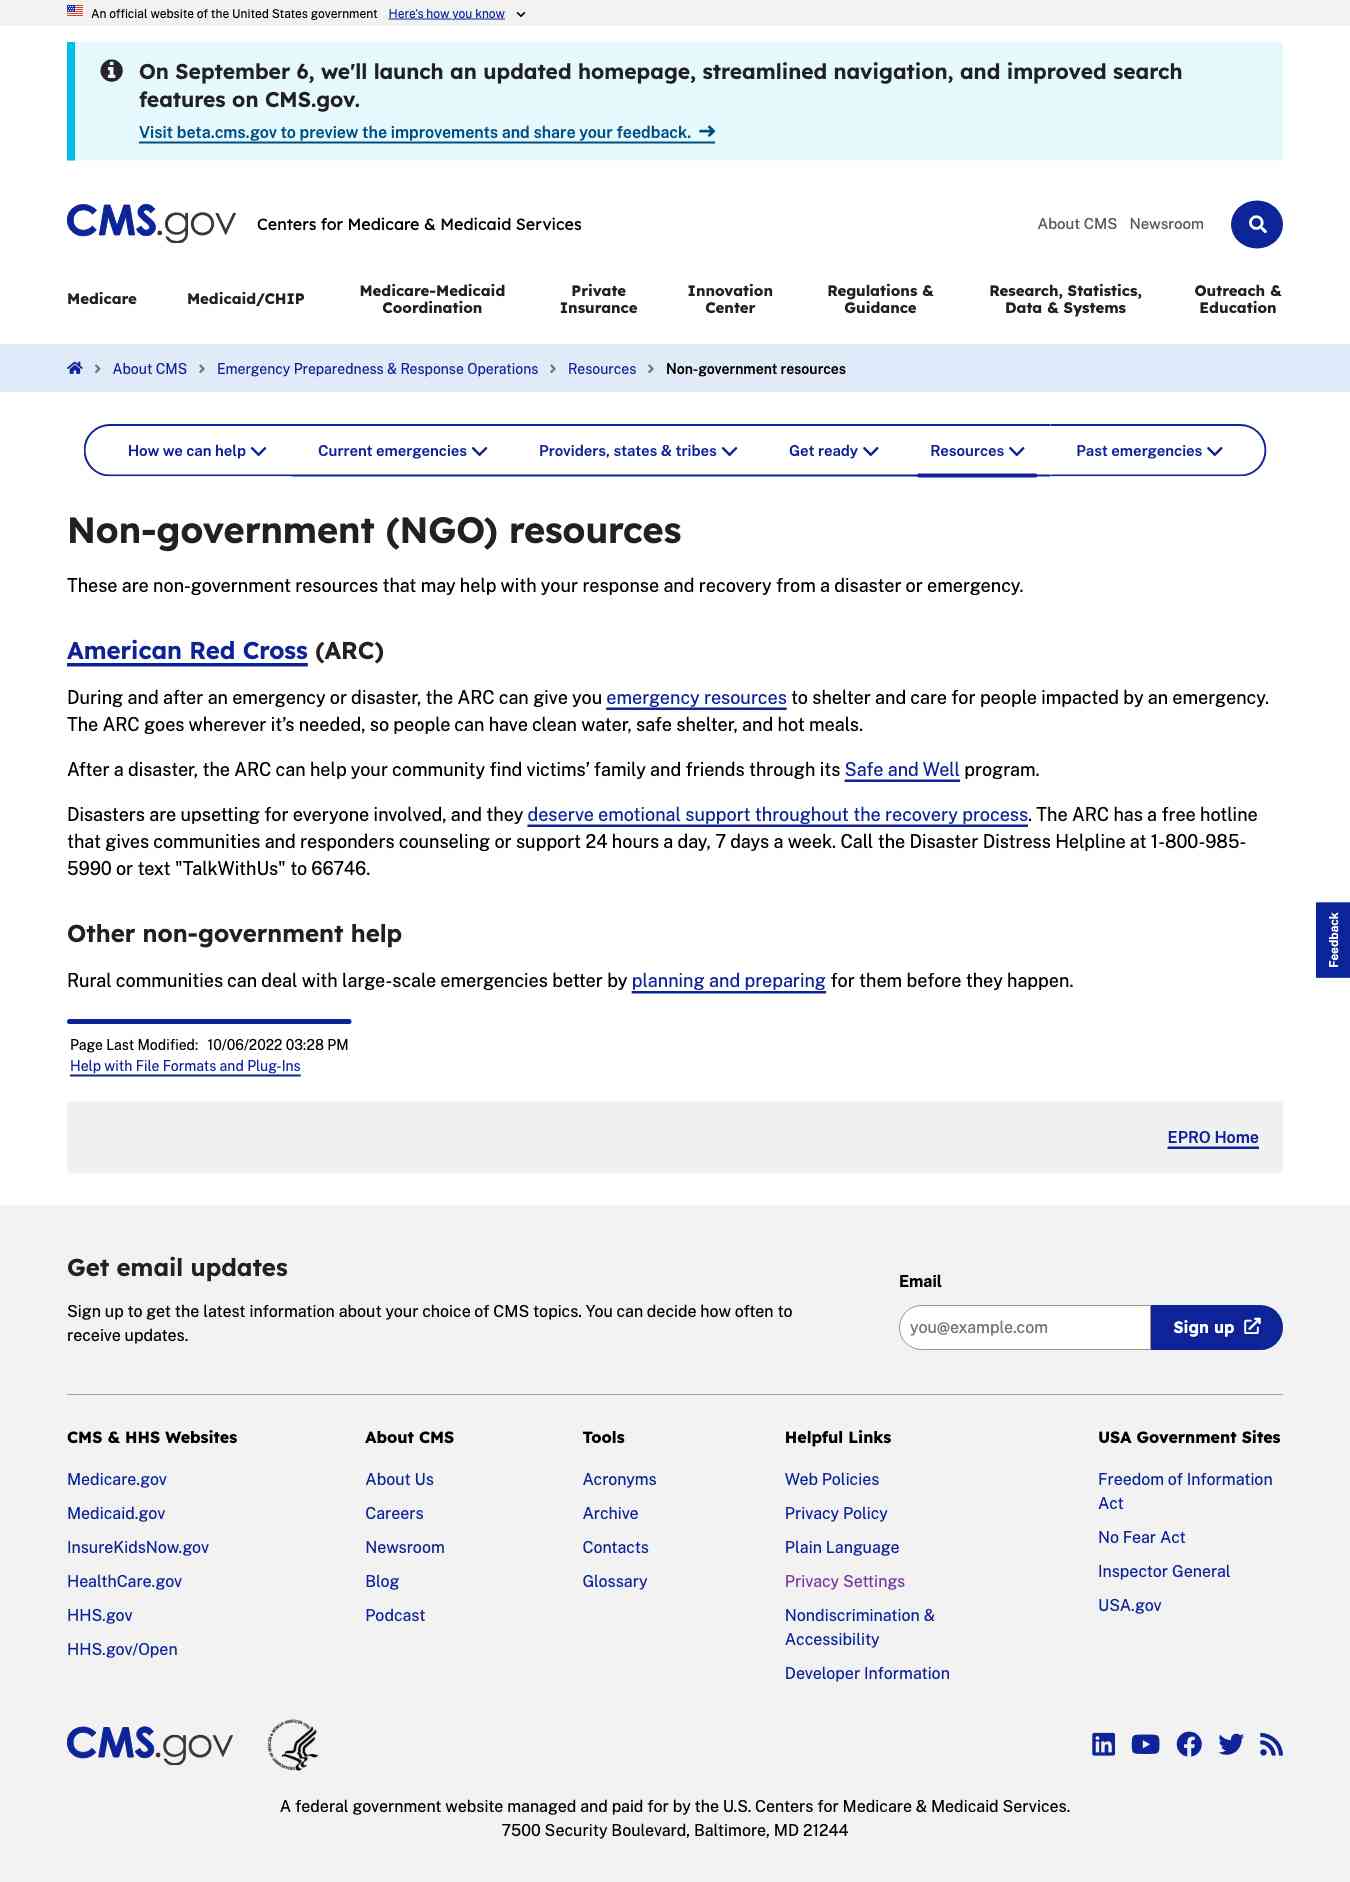 An official website of the United States government Here's how you know
On September 6, we'll launch an updated homepage, streamlined navigation, and improved search
features on CMS.gov.
Visit beta.cms.gov to preview the improvements and share your feedback.
CMS.gov Centers for Medicare & Medicaid Services
About CMS Newsroom
Medicare
Medicaid/CHIP
Medicare-Medicaid
Coordination
Private
Insurance
Innovation
Center
Regulations &
Guidance
Research, Statistics,
Data & Systems
Outreach &
Education
About CMS Emergency Preparedness & Response Operations Resources Non-government resources
How we can help Current emergencies Providers, states & tribes Get ready Resources Past emergencies
Non-government (NGO) resources
These are non-government resources that may help with your response and recovery from a disaster or emergency.
American Red Cross (ARC)
During and after an emergency or disaster, the ARC can give you emergency resources to shelter and care for people impacted by an emergency.
The ARC goes wherever it’s needed, so people can have clean water, safe shelter, and hot meals.
After a disaster, the ARC can help your community find victims’ family and friends through its Safe and Well program.
Disasters are upsetting for everyone involved, and they deserve emotional support throughout the recovery process. The ARC has a free hotline
that gives communities and responders counseling or support 24 hours a day, 7 days a week. Call the Disaster Distress Helpline at 1-800-985-
5990 or text "TalkWithUs" to 66746.
Other non-government help
Feedback
Rural communities can deal with large-scale emergencies better by planning and preparing for them before they happen.
Page Last Modified: 10/06/2022 03:28 PM
Help with File Formats and Plug-Ins
EPRO Home
Get email updates
Sign up to get the latest information about your choice of CMS topics. You can decide how often to
receive updates.
Email
you@example.com
Sign up
CMS & HHS Websites
Medicare.gov
Medicaid.gov
InsureKidsNow.gov
HealthCare.gov
HHS.gov
HHS.gov/Open
About CMS
About Us
Careers
Newsroom
Blog
Podcast
Tools
Acronyms
Archive
Contacts
Glossary
Helpful Links
Web Policies
Privacy Policy
Plain Language
Privacy Settings
Nondiscrimination &
Accessibility
Developer Information
USA Government Sites
Freedom of Information
Act
No Fear Act
Inspector General
USA.gov
CMS.gov
A federal government website managed and paid for by the U.S. Centers for Medicare & Medicaid Services.
7500 Security Boulevard, Baltimore, MD 21244